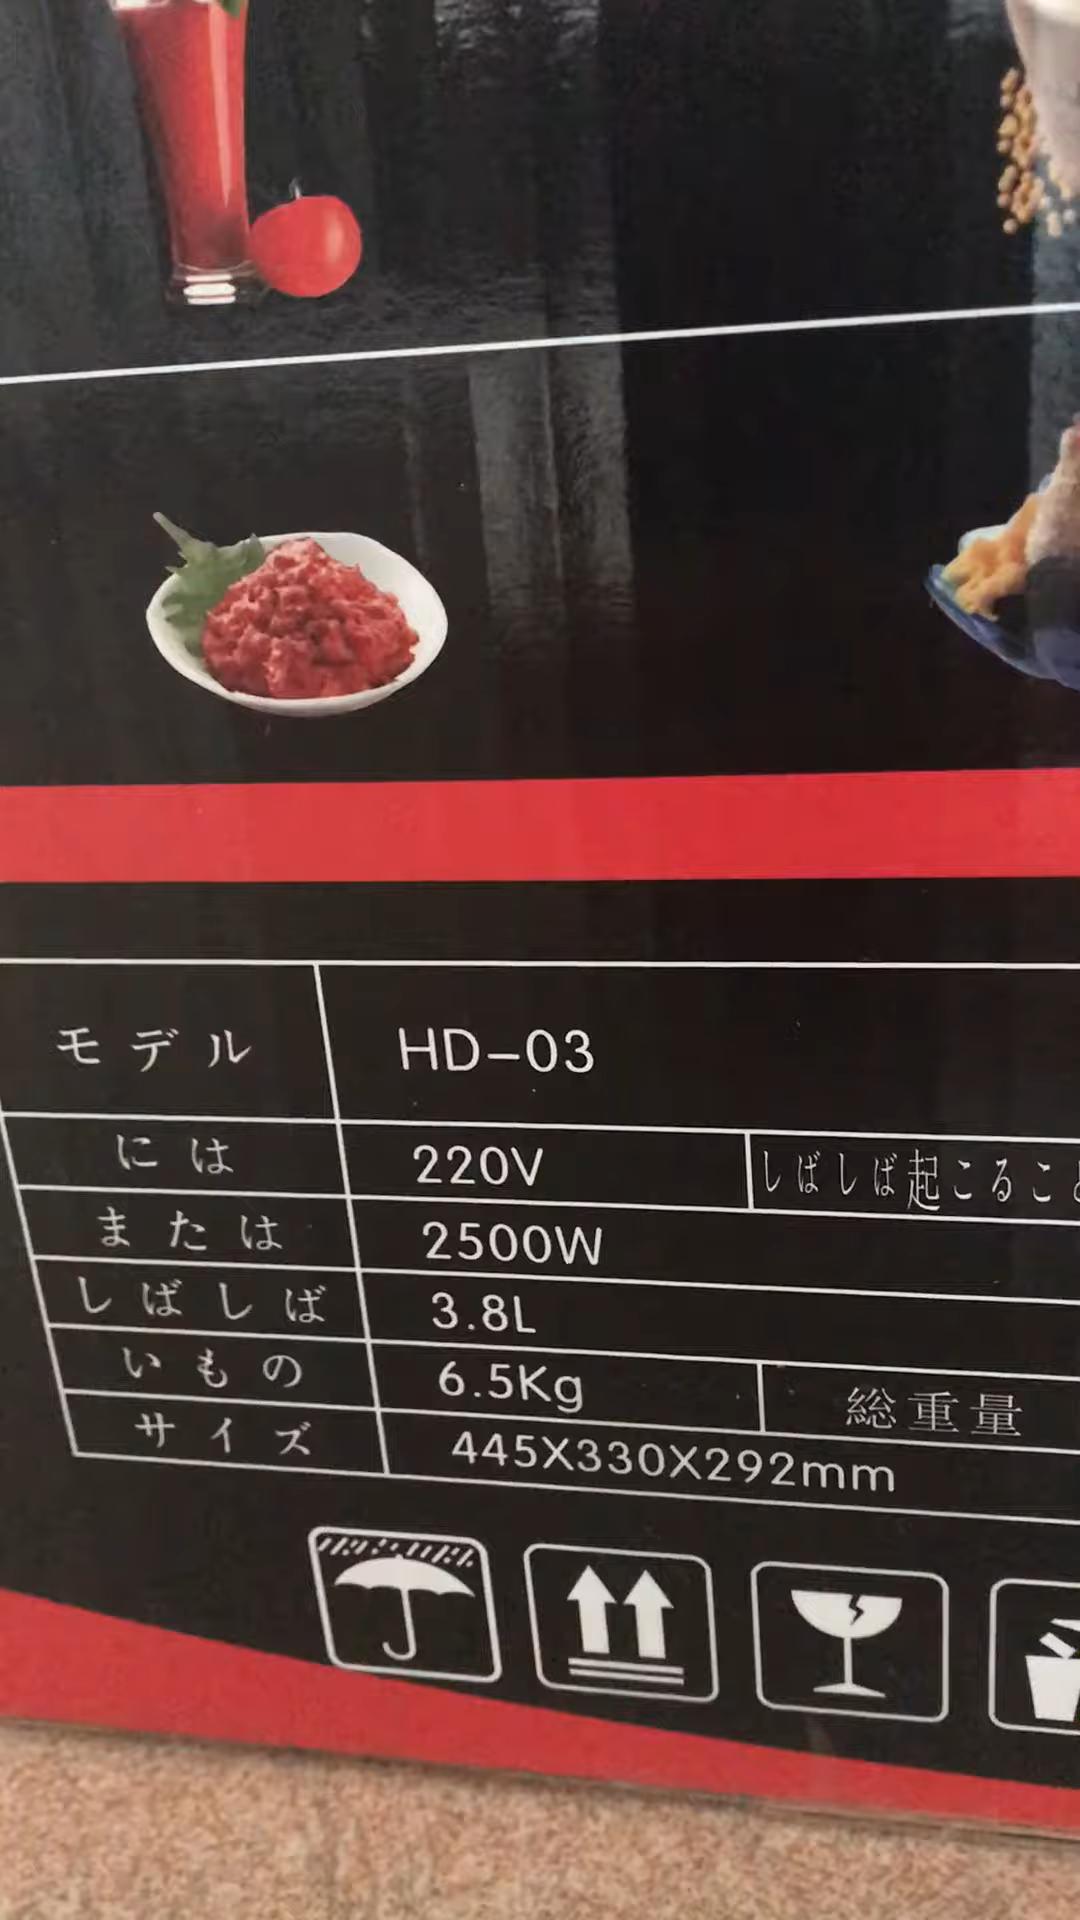 モデル HD-03
には 220V しばしば起こるこ
または 2500W
しばしば 3.8L
いもの 6.5Kg 総重量
サイズ 445X330X292mm